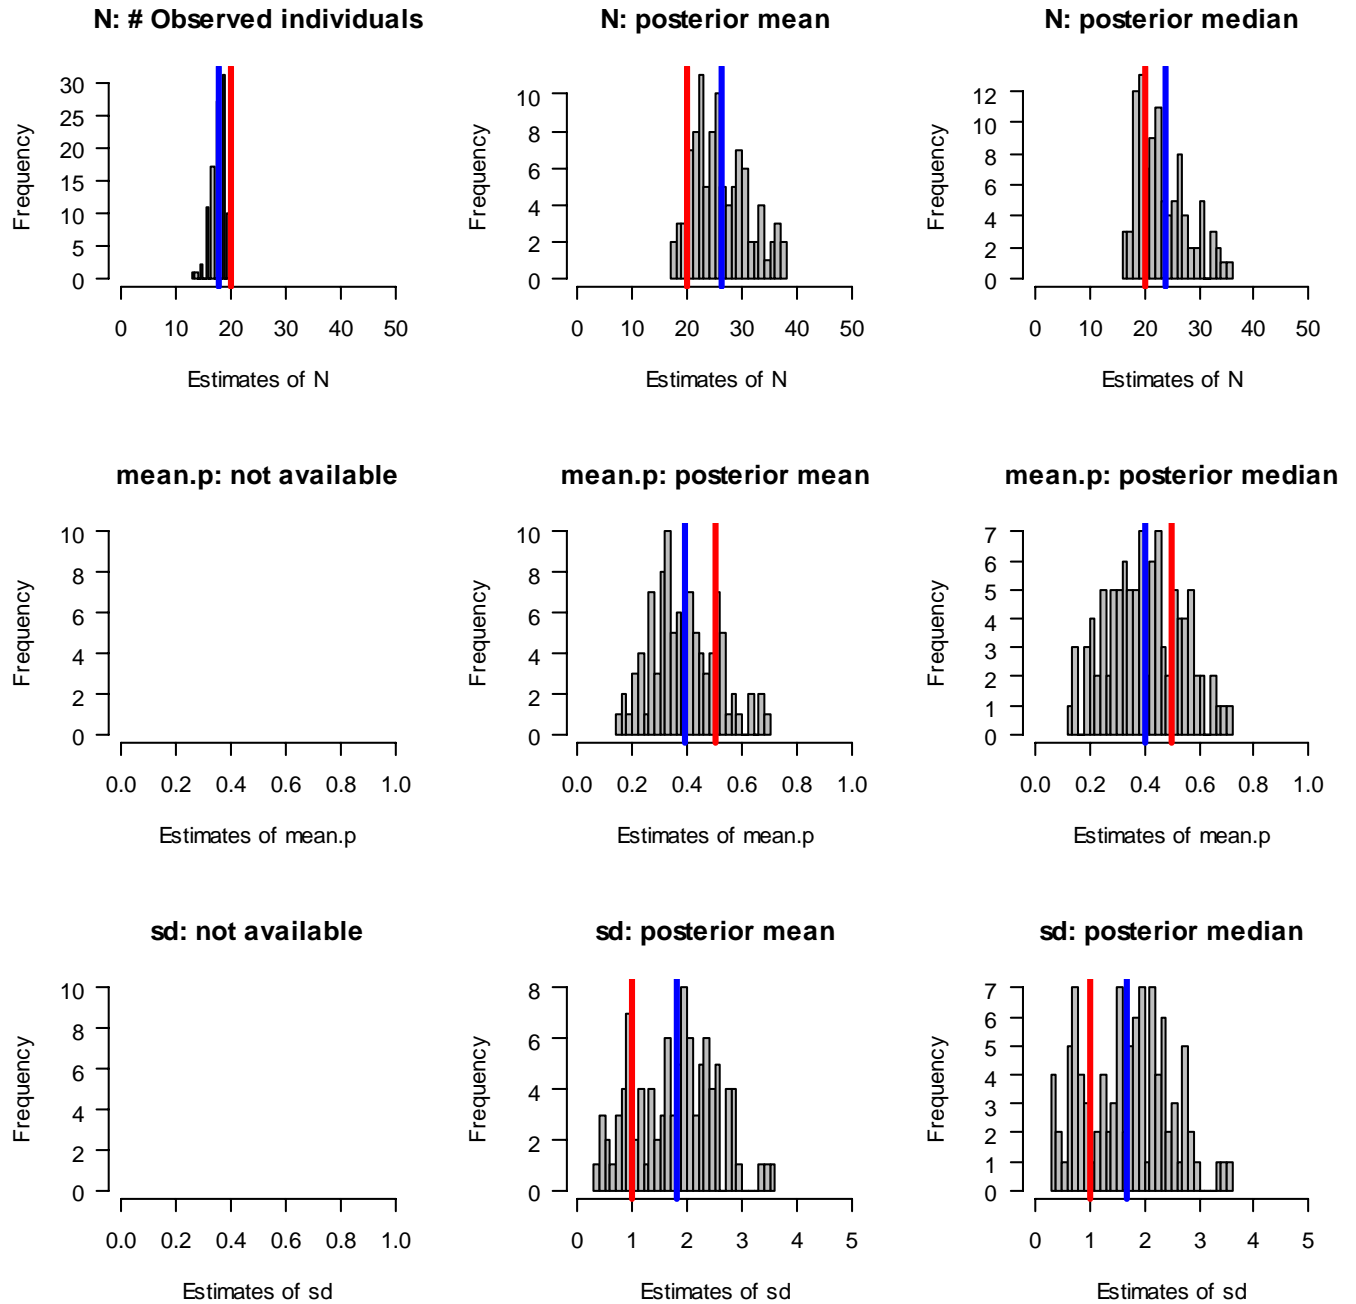 N: # Observed individuals
N: posterior mean
N: posterior median
Frequency
30
25
20
15
10
5
0
0 10 20 30 40 50
Estimates of N
Frequency
10
8
6
4
2
0
0 10 20 30 40 50
Estimates of N
Frequency
12
10
8
6
4
2
0
0 10 20 30 40 50
Estimates of N
mean.p: not available
mean.p: posterior mean
mean.p: posterior median
Frequency
10
8
6
4
2
0
0.0 0.2 0.4 0.6 0.8 1.0
Estimates of mean.p
Frequency
10
8
6
4
2
0
0.0 0.2 0.4 0.6 0.8 1.0
Estimates of mean.p
Frequency
7
6
5
4
3
2
1
0
0.0 0.2 0.4 0.6 0.8 1.0
Estimates of mean.p
sd: not available
sd: posterior mean
sd: posterior median
Frequency
10
8
6
4
2
0
0.0 0.2 0.4 0.6 0.8 1.0
Estimates of sd
Frequency
8
6
4
2
0
0 1 2 3 4 5
Estimates of sd
Frequency
7
6
5
4
3
2
1
0
0 1 2 3 4 5
Estimates of sd